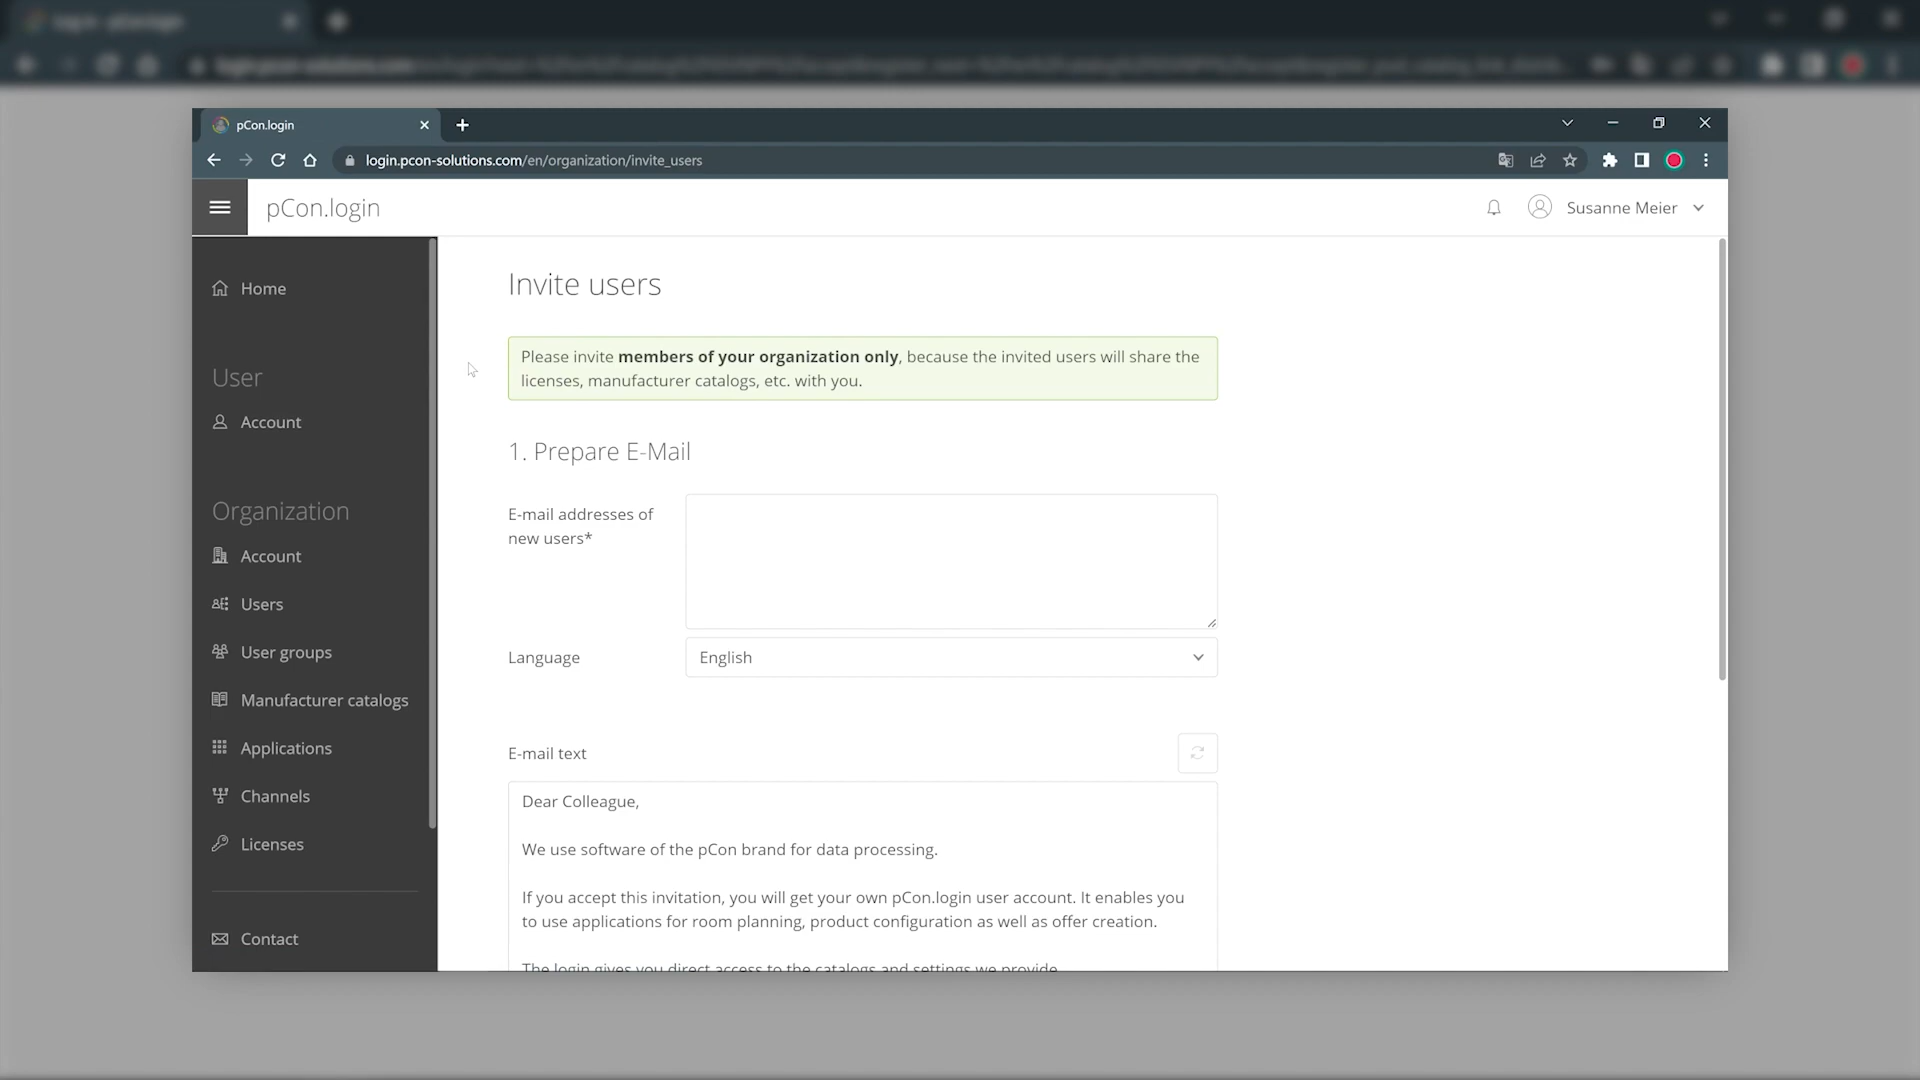 pCon.login
login.pcon-solutions.com/en/organization/invite_users
pCon.login
Susanne Meier
Home
User
Account
Organization
Account
Users
User groups
Manufacturer catalogs
Applications
Channels
Licenses
Contact
Invite users
Please invite members of your organization only, because the invited users will share the
licenses, manufacturer catalogs, etc. with you.
1. Prepare E-Mail
E-mail addresses of
new users*
Language
English
E-mail text
Dear Colleague,
We use software of the pCon brand for data processing.
If you accept this invitation, you will get your own pCon.login user account. It enables you
to use applications for room planning, product configuration as well as offer creation.
The login gives you direct access to the catalogs and settings we provide.